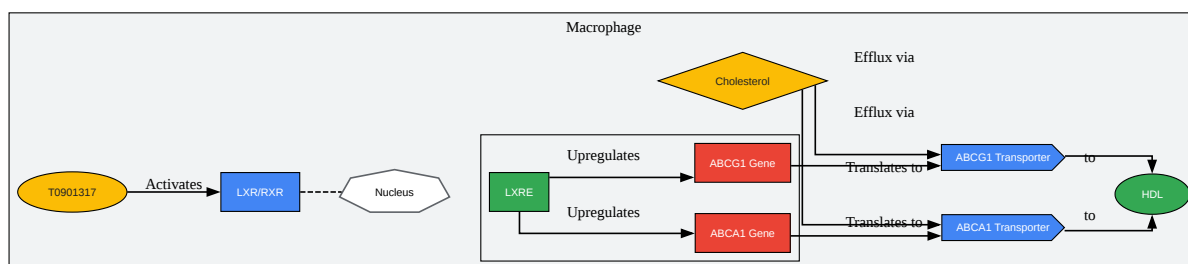 Macrophage
Efflux via
Cholesterol
Efflux via
Upregulates
ABCG1 Gene
ABCG1 Transporter
to
Translates to
Activates
T0901317
LXR/RXR
Nucleus
LXRE
HDL
Upregulates
ABCA1 Gene
Translates to
ABCA1 Transporter
to